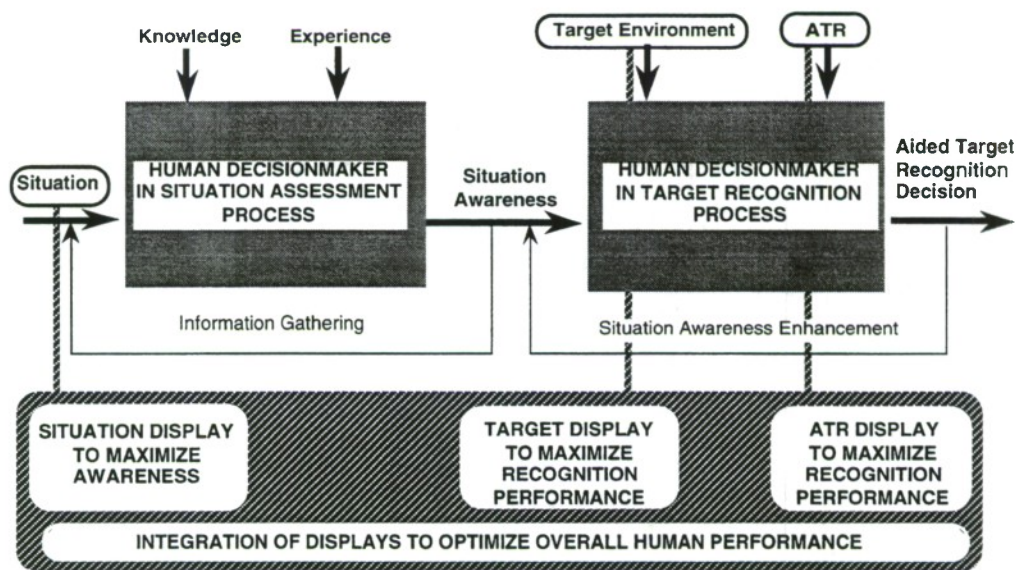 Knowledge
Experience
Target Environment
ATR
Situation
HUMAN DECISIONMAKER
IN SITUATION ASSESSMENT
PROCESS
Situation
Awareness
HUMAN DECISIONMAKER
IN TARGET RECOGNITION
PROCESS
Aided Target
Recognition
Decision
Information Gathering
Situation Awareness Enhancement
SITUATION DISPLAY
TO MAXIMIZE
AWARENESS
TARGET DISPLAY
TO MAXIMIZE
RECOGNITION
PERFORMANCE
ATR DISPLAY
TO MAXIMIZE
RECOGNITION
PERFORMANCE
INTEGRATION OF DISPLAYS TO OPTIMIZE OVERALL HUMAN PERFORMANCE